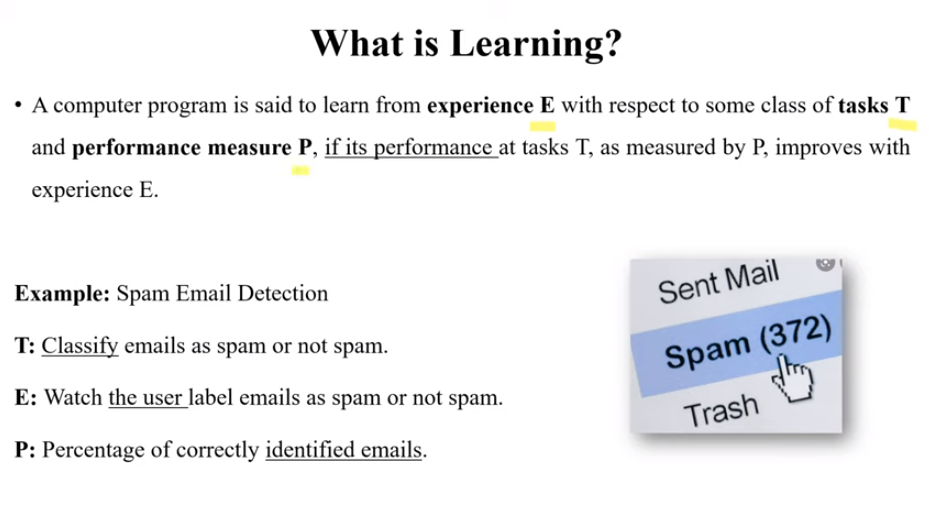 What is Learning?
• A computer program is said to learn from experience E with respect to some class of tasks T
and performance measure P, if its performance at tasks T, as measured by P, improves with
experience E.
Example: Spam Email Detection
T: Classify emails as spam or not spam.
E: Watch the user label emails as spam or not spam.
P: Percentage of correctly identified emails.
Sent Mail
Spam (372)
Trash